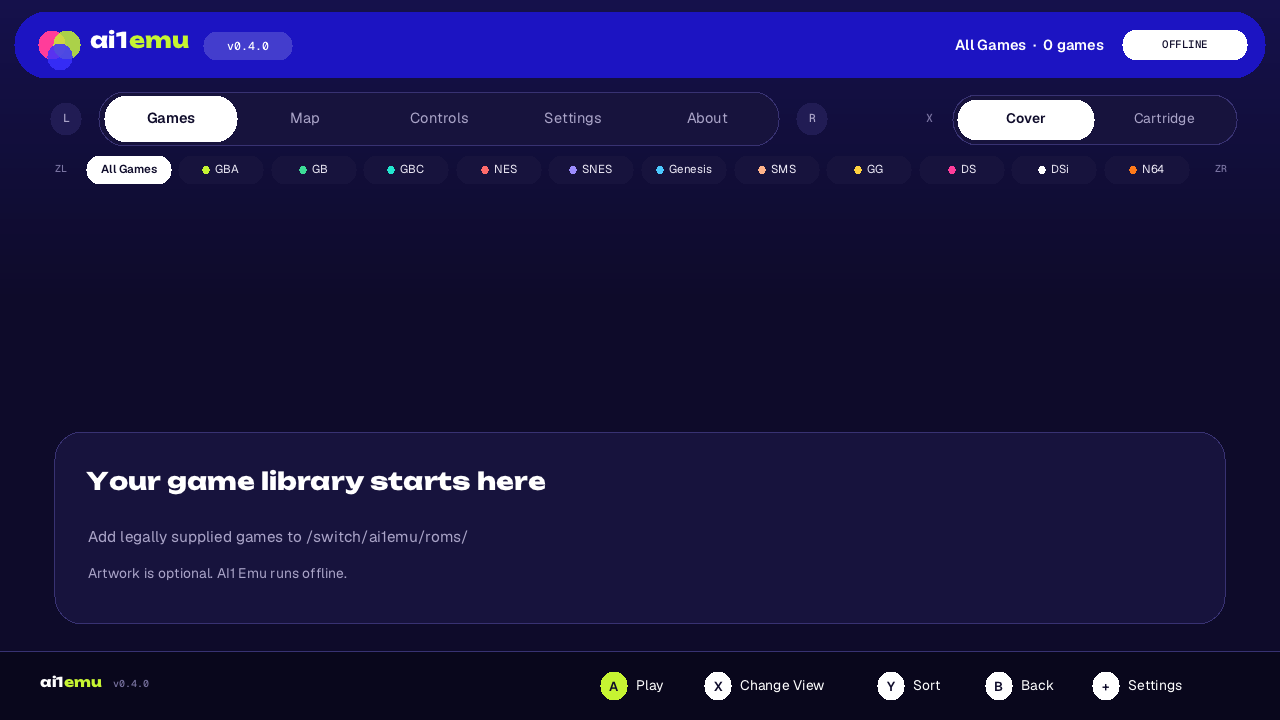 ai1emu v0.4.0 All Games · 0 games OFFLINE
L Games Map Controls Settings About R X Cover Cartridge
ZL All Games GBA GB GBC NES SNES Genesis SMS GG DS DSi N64 ZR
Your game library starts here
Add legally supplied games to /switch/ai1emu/roms/
Artwork is optional. AI1 Emu runs offline.
ai1emu v0.4.0 A Play X Change View Y Sort B Back + Settings